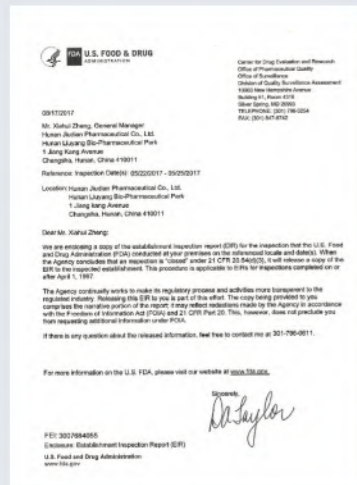 FDA U.S. FOOD & DRUG
ADMINISTRATION
Center for Drug Evaluation and Research
Office of Pharmaceutical Quality
Office of Surveillance
Division of Quality Surveillance Assessment
10903 New Hampshire Avenue
Building 51, Room 4316
Silver Spring, MD 20993
TELEPHONE: (301) 796-3254
FAX: (301) 847-8742
09/17/2017
Mr. Xiahui Zheng, General Manager
Hunan Jiudian Pharmaceutical Co., Ltd.
Hunan Liuyang Bio-Pharmaceutical Park
1 Jiang Kang Avenue
Changsha, Hunan, China 410011
Reference: Inspection Date(s): 05/22/2017 - 05/25/2017
Location: Hunan Jiudian Pharmaceutical Co., Ltd.
Hunan Liuyang Bio-Pharmaceutical Park
1 Jiang kang Avenue
Changsha, Hunan, China 410011
Dear Mr. Xiahui Zheng:
We are enclosing a copy of the establishment inspection report (EIR) for the inspection that the U.S. Food
and Drug Administration (FDA) conducted at your premises on the referenced locale and date(s). When
the Agency concludes that an inspection is "closed" under 21 CFR 20.64(d)(3), it will release a copy of the
EIR to the inspected establishment. This procedure is applicable to EIRs for inspections completed on or
after April 1, 1997.
The Agency continually works to make its regulatory process and activities more transparent to the
regulated industry. Releasing this EIR to you is part of this effort. The copy being provided to you
comprises the narrative portion of the report; it may reflect redactions made by the Agency in accordance
with the Freedom of Information Act (FOIA) and 21 CFR Part 20. This, however, does not preclude you
from requesting additional information under FOIA.
If there is any question about the released information, feel free to contact me at 301-796-0611.
For more information on the U.S. FDA, please visit our website at www.fda.gov.
Sincerely,
DaTaylor
FEI: 3007684055
Enclosure: Establishment Inspection Report (EIR)
U.S. Food and Drug Administration
www.fda.gov